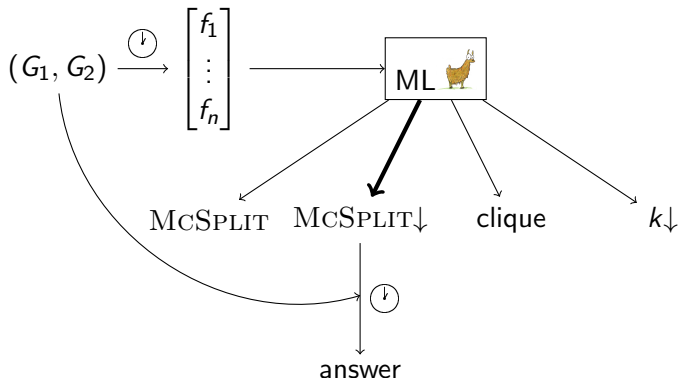 (G₁, G₂)
f₁
⋮
fₙ
ML
MCSPLIT
MCSPLIT↓
clique
k↓
answer